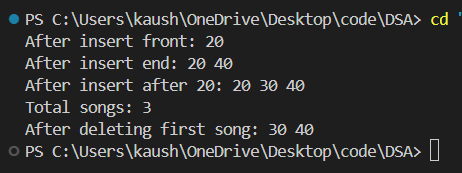 PS C:\Users\kaush\OneDrive\Desktop\code\DSA> cd '
After insert front: 20
After insert end: 20 40
After insert after 20: 20 30 40
Total songs: 3
After deleting first song: 30 40
PS C:\Users\kaush\OneDrive\Desktop\code\DSA>